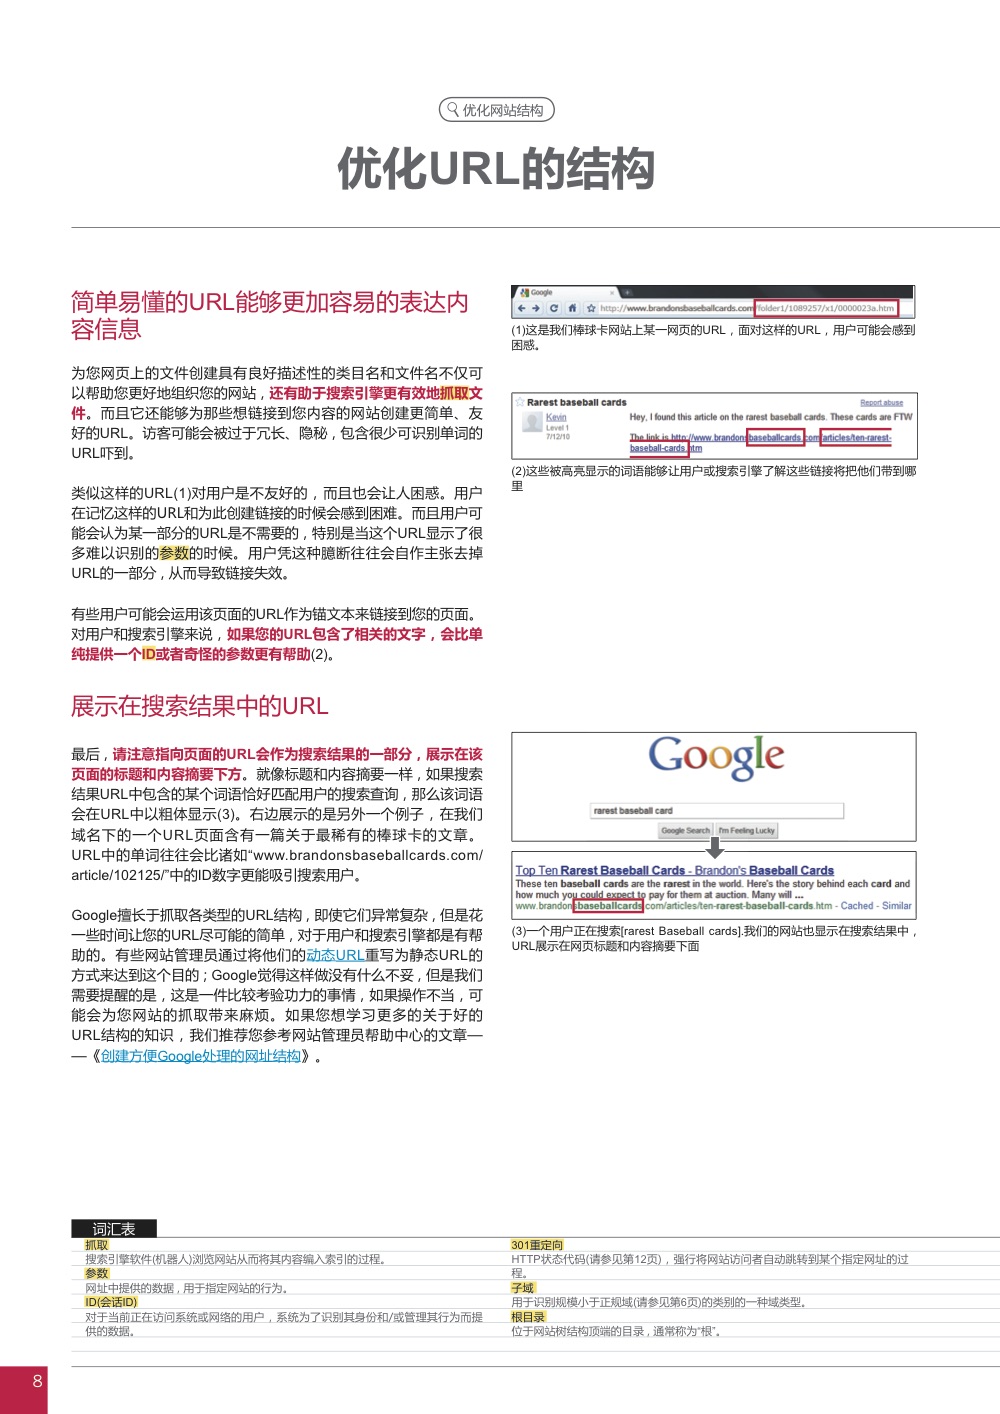 优化网站结构
优化URL的结构
简单易懂的URL能够更加容易的表达内
容信息
为您网页上的文件创建具有良好描述性的类目名和文件名不仅可
以帮助您更好地组织您的网站，还有助于搜索引擎更有效地抓取文
件。而且它还能够为那些想链接到您内容的网站创建更简单、友
好的URL。访客可能会被过于冗长、隐秘，包含很少可识别单词的
URL吓到。
类似这样的URL(1)对用户是不友好的，而且也会让人困惑。用户
在记忆这样的URL和为此创建链接的时候会感到困难。而且用户可
能会认为某一部分的URL是不需要的，特别是当这个URL显示了很
多难以识别的参数的时候。用户凭这种臆断往往会自作主张去掉
URL的一部分，从而导致链接失效。
有些用户可能会运用该页面的URL作为锚文本来链接到您的页面。
对用户和搜索引擎来说，如果您的URL包含了相关的文字，会比单
纯提供一个ID或者奇怪的参数更有帮助(2)。
展示在搜索结果中的URL
最后，请注意指向页面的URL会作为搜索结果的一部分，展示在该
页面的标题和内容摘要下方。就像标题和内容摘要一样，如果搜索
结果URL中包含的某个词语恰好匹配用户的搜索查询，那么该词语
会在URL中以粗体显示(3)。右边展示的是另外一个例子，在我们
域名下的一个URL页面含有一篇关于最稀有的棒球卡的文章。
URL中的单词往往会比诸如“www.brandonsbaseballcards.com/
article/102125/”中的ID数字更能吸引搜索用户。
Google擅长于抓取各类型的URL结构，即使它们异常复杂，但是花
一些时间让您的URL尽可能的简单，对于用户和搜索引擎都是有帮
助的。有些网站管理员通过将他们的动态URL重写为静态URL的
方式来达到这个目的；Google觉得这样做没有什么不妥，但是我们
需要提醒的是，这是一件比较考验功力的事情，如果操作不当，可
能会为您网站的抓取带来麻烦。如果您想学习更多的关于好的
URL结构的知识，我们推荐您参考网站管理员帮助中心的文章—
—《创建方便Google处理的网址结构》。
Google
http://www.brandonsbaseballcards.com/folder1/1089257/x1/0000023a.htm
(1)这是我们棒球卡网站上某一网页的URL，面对这样的URL，用户可能会感到
困惑。
Rarest baseball cards
Report abuse
Kevin
Level 1
7/12/10
Hey, I found this article on the rarest baseball cards. These cards are FTW
The link is http://www.brandonsbaseballcards.com/articles/ten-rarest-
baseball-cards.htm
(2)这些被高亮显示的词语能够让用户或搜索引擎了解这些链接将把他们带到哪
里
Google
rarest baseball card
Google Search
I'm Feeling Lucky
Top Ten Rarest Baseball Cards - Brandon's Baseball Cards
These ten baseball cards are the rarest in the world. Here's the story behind each card and
how much you could expect to pay for them at auction. Many will ...
www.brandonsbaseballcards.com/articles/ten-rarest-baseball-cards.htm - Cached - Similar
(3)一个用户正在搜索[rarest Baseball cards].我们的网站也显示在搜索结果中，
URL展示在网页标题和内容摘要下面
词汇表
抓取
搜索引擎软件(机器人)浏览网站从而将其内容编入索引的过程。
参数
网址中提供的数据，用于指定网站的行为。
ID(会话ID)
对于当前正在访问系统或网络的用户，系统为了识别其身份和/或管理其行为而提
供的数据。
301重定向
HTTP状态代码(请参见第12页)，强行将网站访问者自动跳转到某个指定网址的过
程。
子域
用于识别规模小于正规域(请参见第6页)的类别的一种域类型。
根目录
位于网站树结构顶端的目录，通常称为“根”。
8